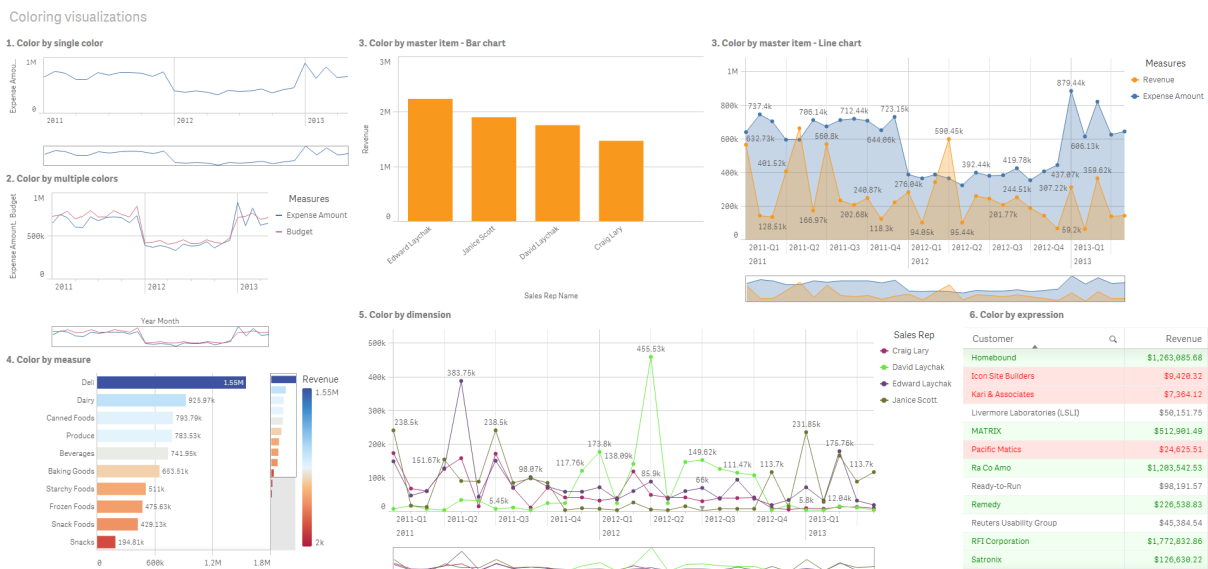 Coloring visualizations
1. Color by single color
Expense Amou...
1M
0
2011
2012
2013
2. Color by multiple colors
Expense Amount, Budget
1M
500k
0
2011
2012
2013
Year Month
Measures
Expense Amount
Budget
4. Color by measure
Deli 1.55M
Dairy 925.97k
Canned Foods 793.79k
Produce 783.53k
Beverages 741.96k
Baking Goods 653.51k
Starchy Foods 511k
Frozen Foods 475.63k
Snack Foods 429.13k
Snacks 194.81k
0 600k 1.2M 1.8M
Revenue
1.55M
2k
3. Color by master item - Bar chart
Revenue
3M
2M
1M
0
Edward Laychak
Janice Scott
David Laychak
Craig Lary
Sales Rep Name
3. Color by master item - Line chart
Measures
Revenue
Expense Amount
1M
800k
600k
400k
200k
0
737.4k
632.73k
401.52k
128.51k
706.14k
560.8k
166.97k
712.44k
240.87k
202.68k
723.15k
644.06k
276.04k
118.3k
94.05k
590.45k
95.44k
392.44k
201.77k
419.78k
244.51k
307.22k
437.07k
879.44k
606.13k
359.62k
59.2k
2011-Q1 2011-Q2 2011-Q3 2011-Q4 2012-Q1 2012-Q2 2012-Q3 2012-Q4 2013-Q1
2011 2012 2013
5. Color by dimension
Sales Rep
Craig Lary
David Laychak
Edward Laychak
Janice Scott
500k
400k
300k
200k
100k
0
238.5k
151.67k
383.75k
238.5k
5.45k
98.07k
117.76k
173.8k
138.09k
455.53k
85.9k
149.62k
66k
111.47k
113.7k
231.85k
5.8k
175.76k
12.04k
113.7k
2011-Q1 2011-Q2 2011-Q3 2011-Q4 2012-Q1 2012-Q2 2012-Q3 2012-Q4 2013-Q1
2011 2012 2013
6. Color by expression
Customer Revenue
Homebound $1,263,085.68
Icon Site Builders $9,420.32
Kari & Associates $7,364.12
Livermore Laboratories (LSLI) $50,151.75
MATRIX $512,901.49
Pacific Matics $24,625.51
Ra Co Amo $1,203,542.53
Ready-to-Run $98,191.57
Remedy $226,538.83
Reuters Usability Group $45,384.54
RFI Corporation $1,772,832.86
Satronix $126,630.22